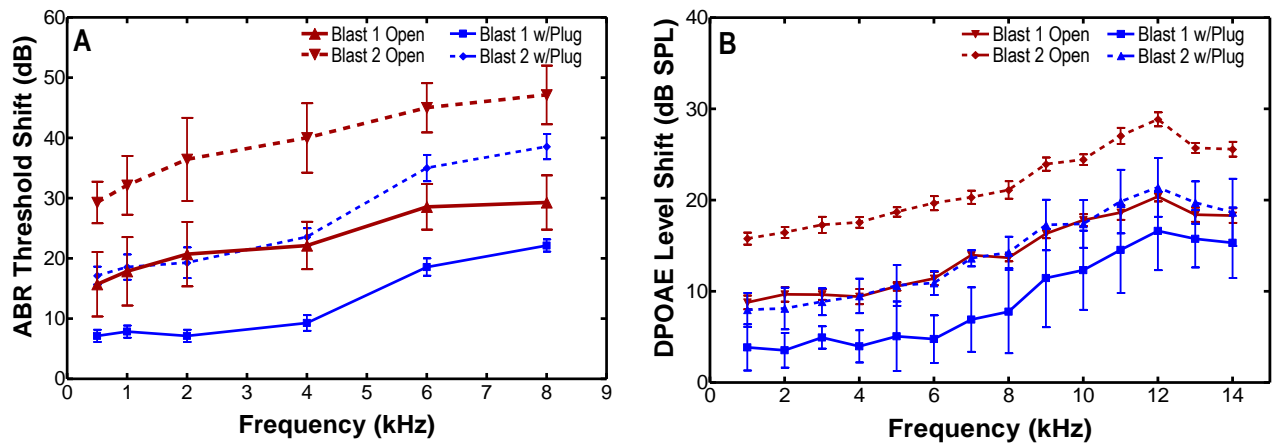 A
Blast 1 Open
Blast 1 w/Plug
Blast 2 Open
Blast 2 w/Plug
ABR Threshold Shift (dB)
60
50
40
30
20
10
0
0 1 2 3 4 5 6 7 8 9
Frequency (kHz)
B
Blast 1 Open
Blast 1 w/Plug
Blast 2 Open
Blast 2 w/Plug
DPOAE Level Shift (dB SPL)
40
30
20
10
0
0 2 4 6 8 10 12 14
Frequency (kHz)